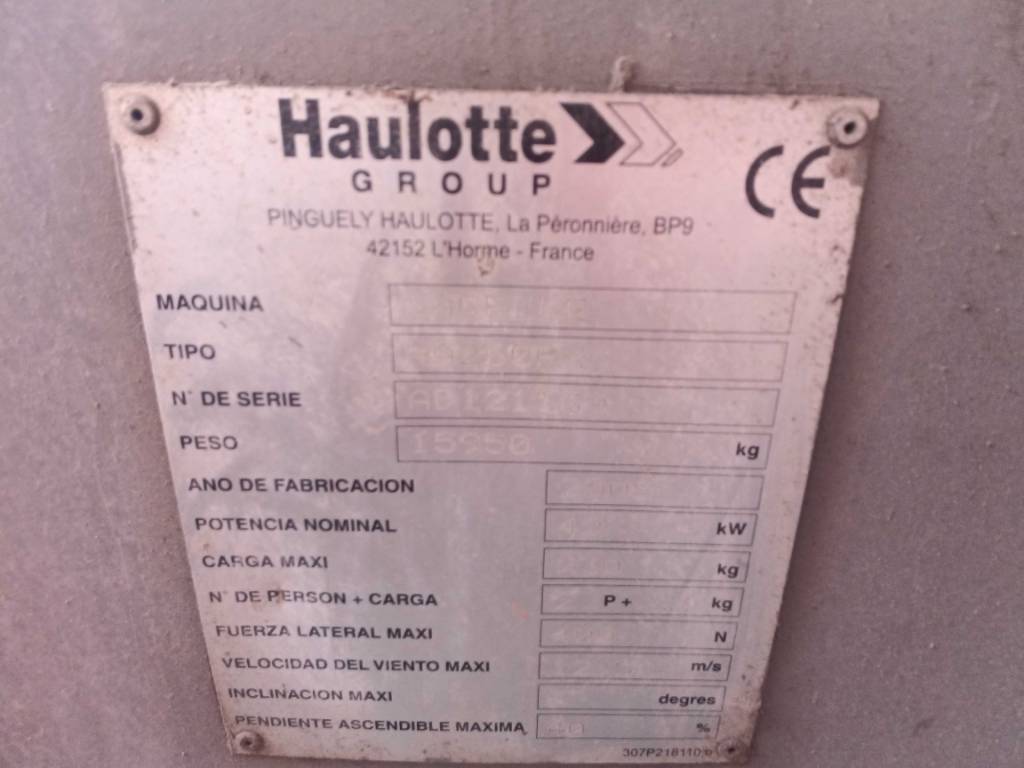 Haulotte
GROUP
CE
PINGUELY HAULOTTE, La Péronnière, BP9
42152 L'Horme - France
MAQUINA
TIPO
N° DE SERIE
PESO 15950 kg
ANO DE FABRICACION
POTENCIA NOMINAL kW
CARGA MAXI kg
N° DE PERSON + CARGA P + kg
FUERZA LATERAL MAXI N
VELOCIDAD DEL VIENTO MAXI m/s
INCLINACION MAXI degres
PENDIENTE ASCENDIBLE MAXIMA 40 %